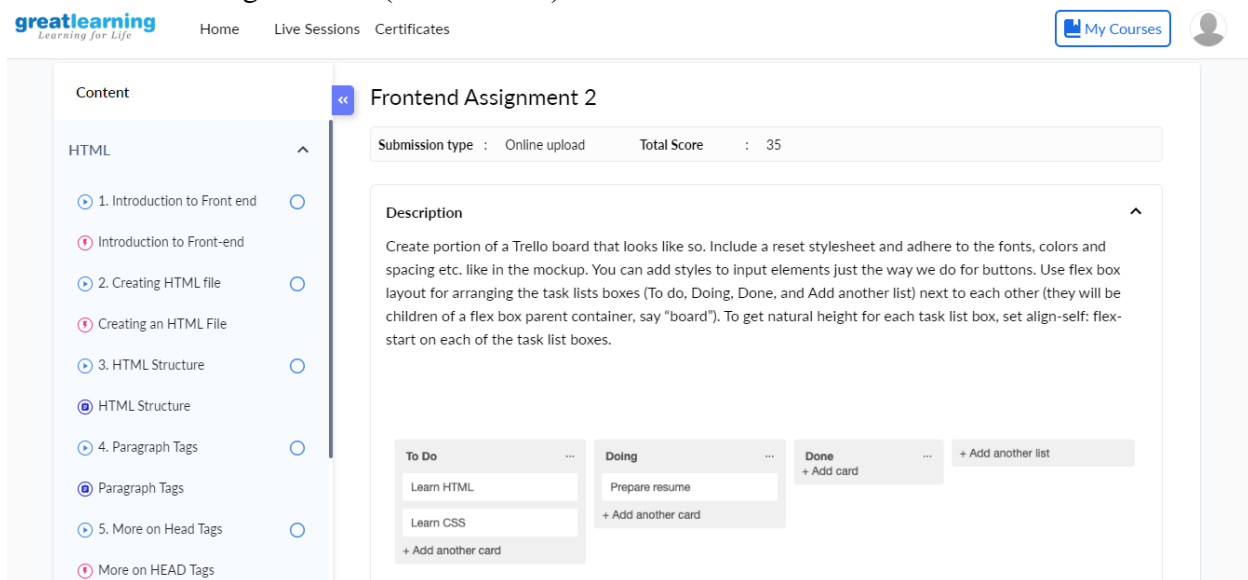 greatlearning
Learning for Life
Home Live Sessions Certificates
My Courses
Content
«
HTML
1. Introduction to Front end
Introduction to Front-end
2. Creating HTML file
Creating an HTML File
3. HTML Structure
HTML Structure
4. Paragraph Tags
Paragraph Tags
5. More on Head Tags
More on HEAD Tags
Frontend Assignment 2
Submission type : Online upload Total Score : 35
Description
Create portion of a Trello board that looks like so. Include a reset stylesheet and adhere to the fonts, colors and
spacing etc. like in the mockup. You can add styles to input elements just the way we do for buttons. Use flex box
layout for arranging the task lists boxes (To do, Doing, Done, and Add another list) next to each other (they will be
children of a flex box parent container, say “board”). To get natural height for each task list box, set align-self: flex-
start on each of the task list boxes.
To Do ...
Learn HTML
Learn CSS
+ Add another card
Doing ...
Prepare resume
+ Add another card
Done ...
+ Add card
+ Add another list